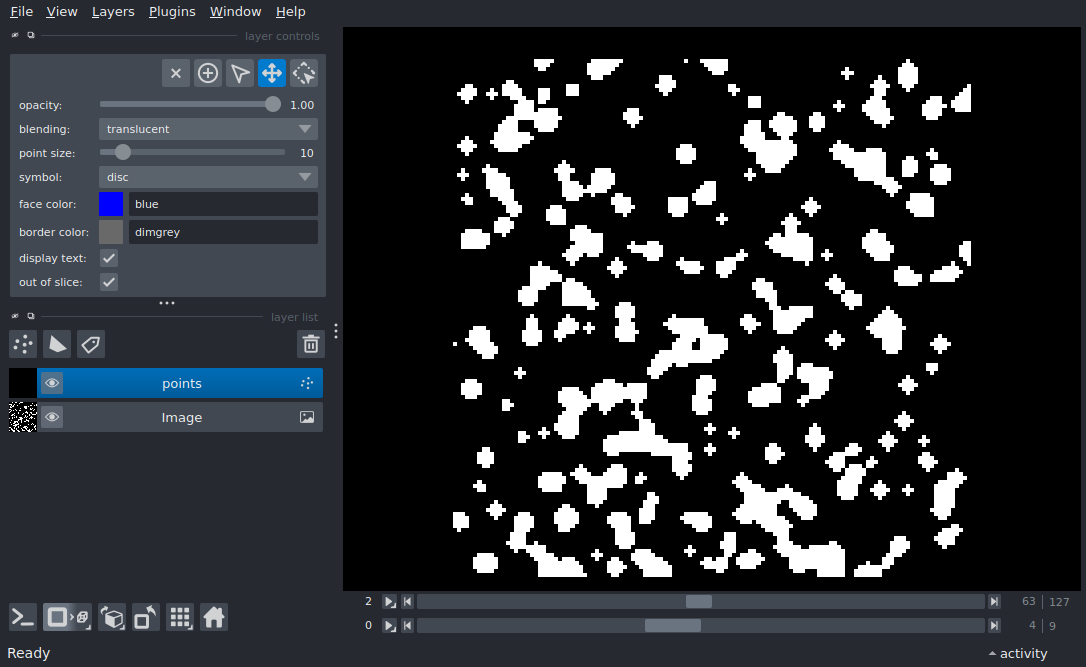 File View Layers Plugins Window Help
layer controls
opacity: 1.00
blending: translucent
point size: 10
symbol: disc
face color: blue
border color: dimgrey
display text:
out of slice:
layer list
points
Image
2 63 127
0 4 9
Ready activity